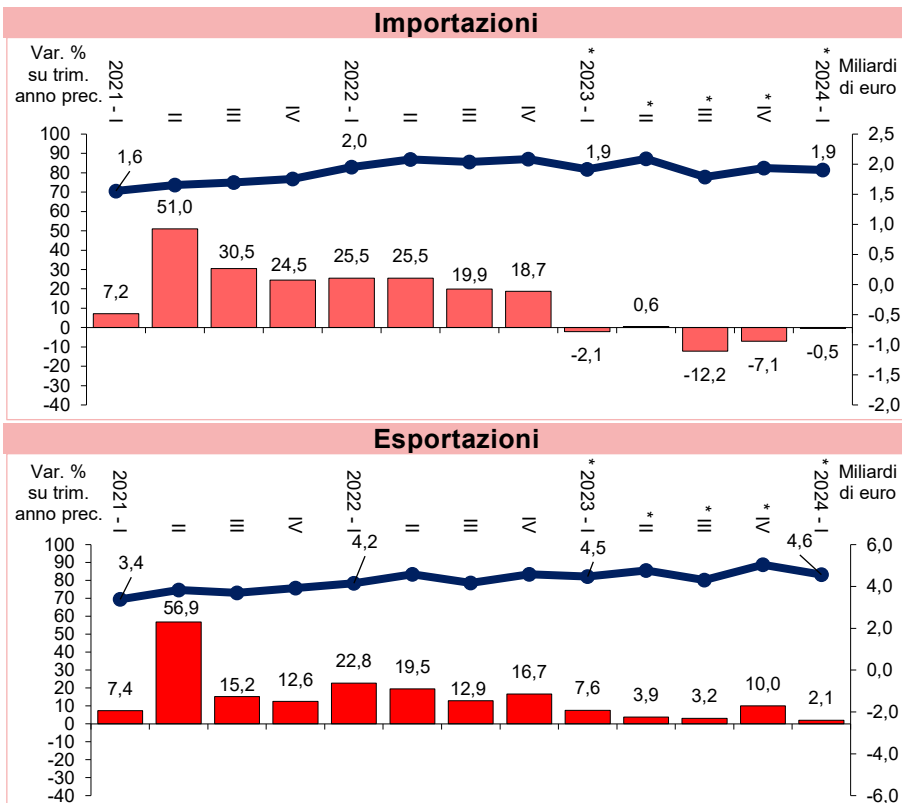 Importazioni
Var. %
su trim.
anno prec.
2021 - I
II
III
IV
2022 - I
II
III
IV
* 2023 - I
* II
* III
* IV
* 2024 - I
Miliardi
di euro
100
90
80
70
60
50
40
30
20
10
0
-10
-20
-30
-40
1,6
2,0
1,9
1,9
7,2
51,0
30,5
24,5
25,5
25,5
19,9
18,7
-2,1
0,6
-12,2
-7,1
-0,5
2,5
2,0
1,5
1,0
0,5
0,0
-0,5
-1,0
-1,5
-2,0
Esportazioni
Var. %
su trim.
anno prec.
2021 - I
II
III
IV
2022 - I
II
III
IV
* 2023 - I
* II
* III
* IV
* 2024 - I
Miliardi
di euro
100
90
80
70
60
50
40
30
20
10
0
-10
-20
-30
-40
3,4
4,2
4,5
4,6
7,4
56,9
15,2
12,6
22,8
19,5
12,9
16,7
7,6
3,9
3,2
10,0
2,1
6,0
4,0
2,0
0,0
-2,0
-4,0
-6,0